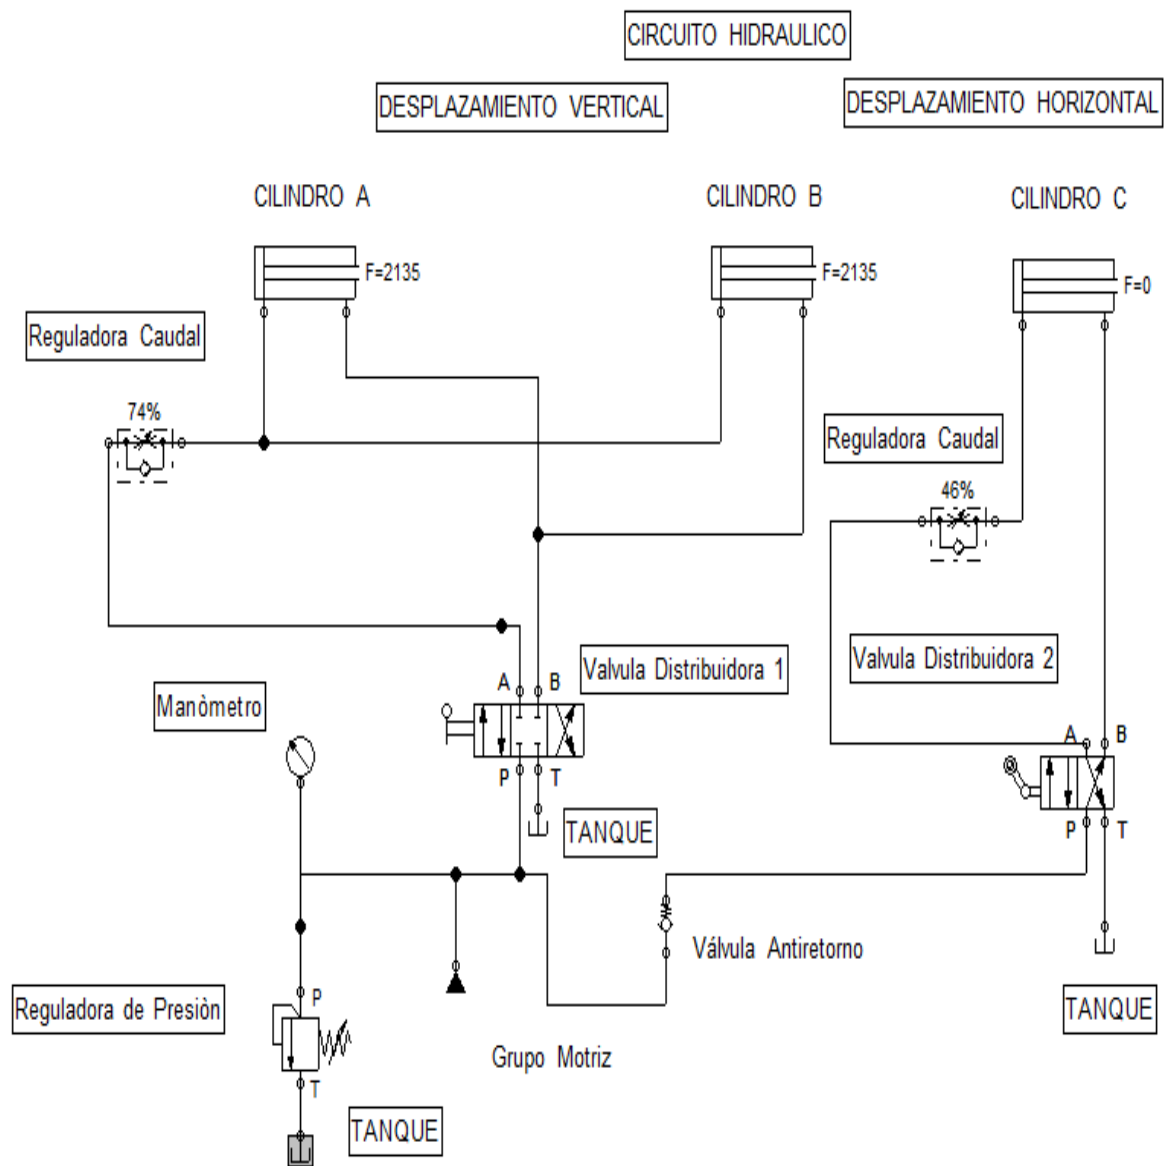 CIRCUITO HIDRAULICO
DESPLAZAMIENTO VERTICAL
DESPLAZAMIENTO HORIZONTAL
CILINDRO A
CILINDRO B
CILINDRO C
F=2135
F=2135
F=0
Reguladora Caudal
74%
Reguladora Caudal
46%
Valvula Distribuidora 1
Valvula Distribuidora 2
A B
Manòmetro
A B
P T
TANQUE
P T
Válvula Antiretorno
Reguladora de Presiòn
P
TANQUE
Grupo Motriz
T
TANQUE